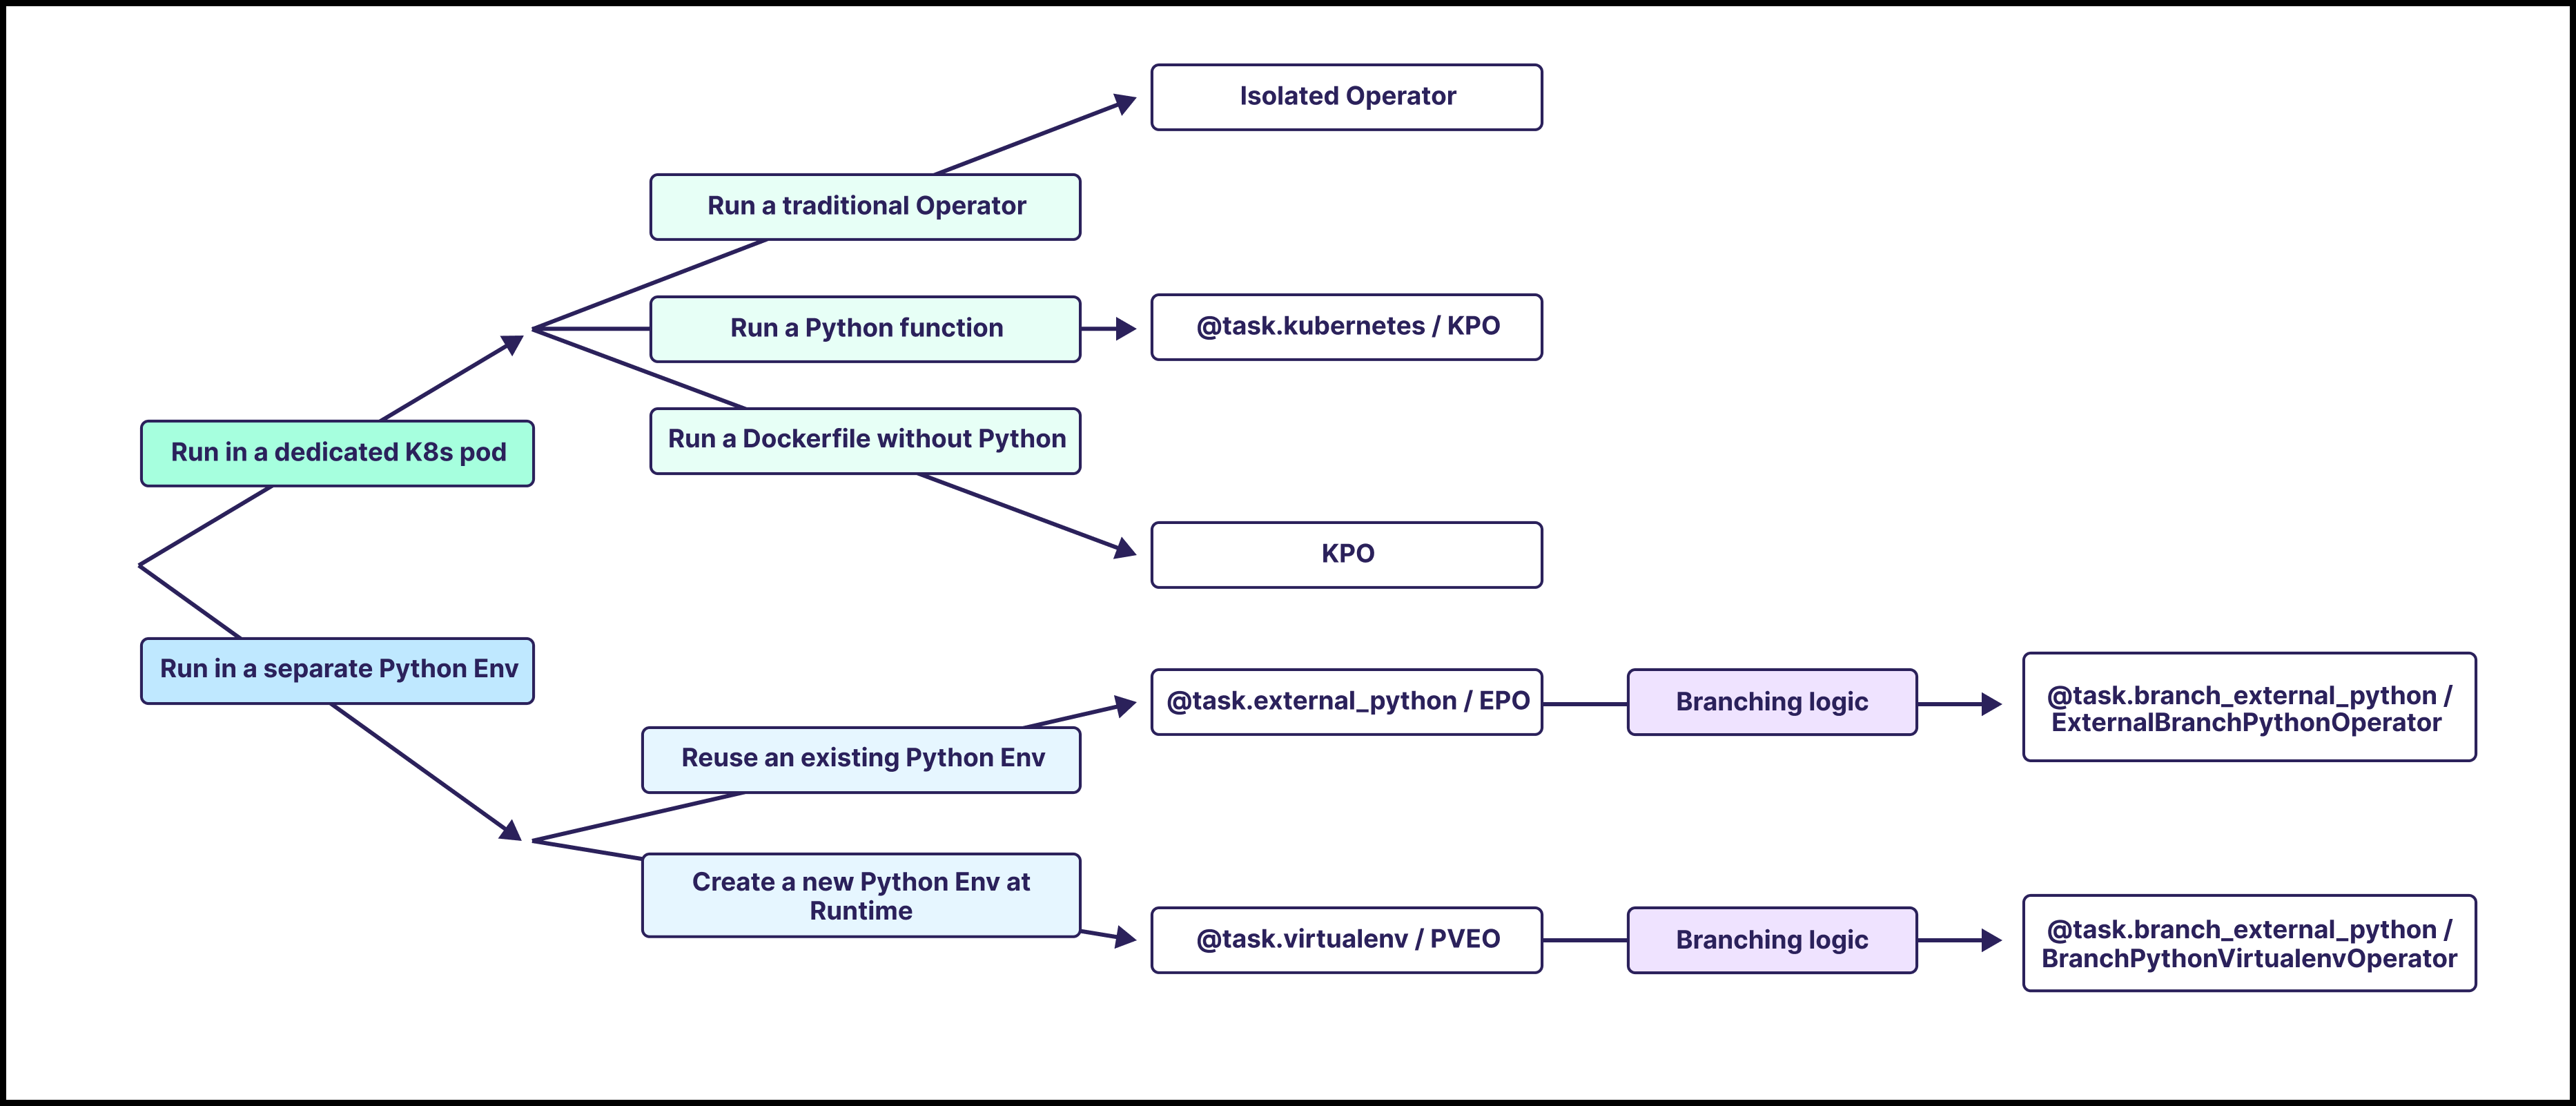 Isolated Operator
Run a traditional Operator
Run a Python function
@task.kubernetes / KPO
Run a Dockerfile without Python
Run in a dedicated K8s pod
KPO
Run in a separate Python Env
@task.external_python / EPO
Branching logic
@task.branch_external_python /
ExternalBranchPythonOperator
Reuse an existing Python Env
Create a new Python Env at
Runtime
@task.virtualenv / PVEO
Branching logic
@task.branch_external_python /
BranchPythonVirtualenvOperator